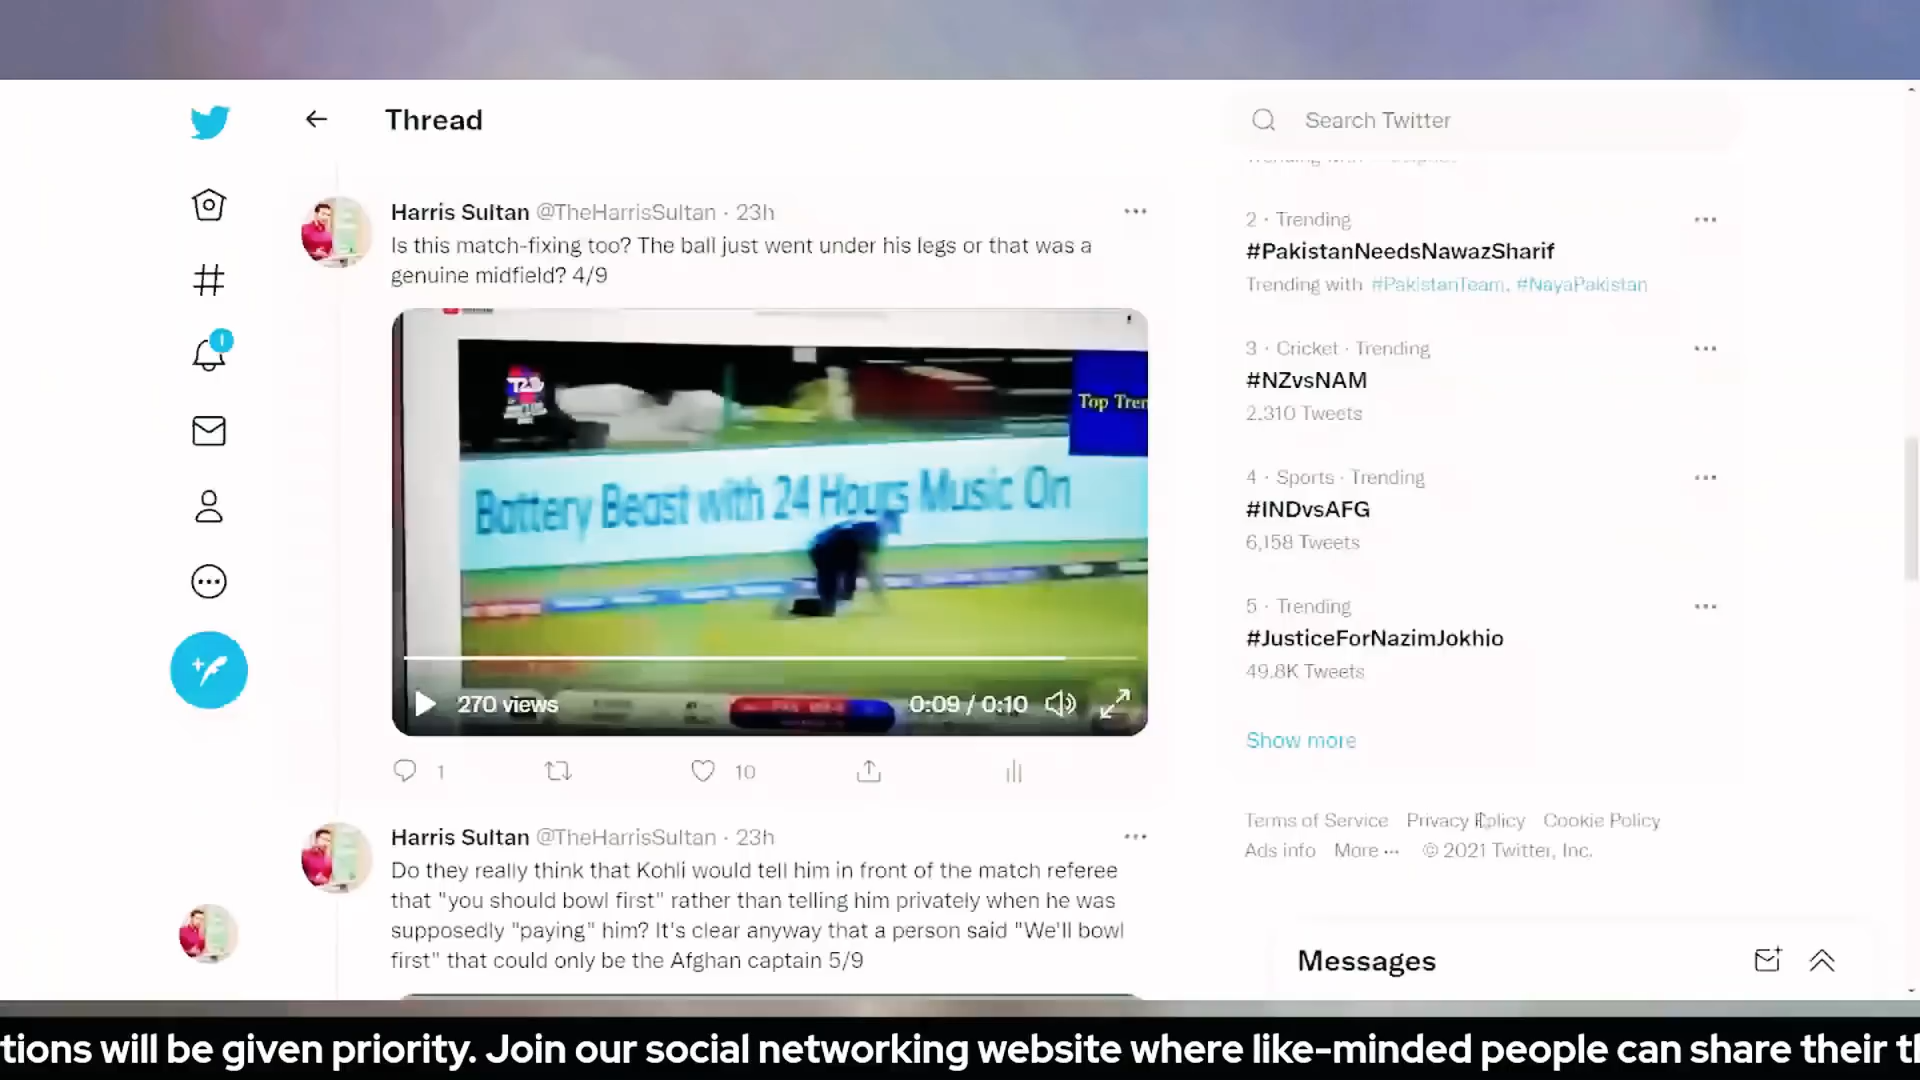 Thread
Search Twitter
Harris Sultan @TheHarrisSultan · 23h
Is this match-fixing too? The ball just went under his legs or that was a
genuine midfield? 4/9
T20
Top Tren
Battery Beast with 24 Hours Music On
270 views
0:09 / 0:10
1
10
Harris Sultan @TheHarrisSultan · 23h
Do they really think that Kohli would tell him in front of the match referee
that "you should bowl first" rather than telling him privately when he was
supposedly "paying" him? It's clear anyway that a person said "We'll bowl
first" that could only be the Afghan captain 5/9
2 · Trending
#PakistanNeedsNawazSharif
Trending with #PakistanTeam, #NayaPakistan
3 · Cricket · Trending
#NZvsNAM
2,310 Tweets
4 · Sports · Trending
#INDvsAFG
6,158 Tweets
5 · Trending
#JusticeForNazimJokhio
49.8K Tweets
Show more
Terms of Service Privacy Policy Cookie Policy
Ads info More ··· © 2021 Twitter, Inc.
Messages
tions will be given priority. Join our social networking website where like-minded people can share their t